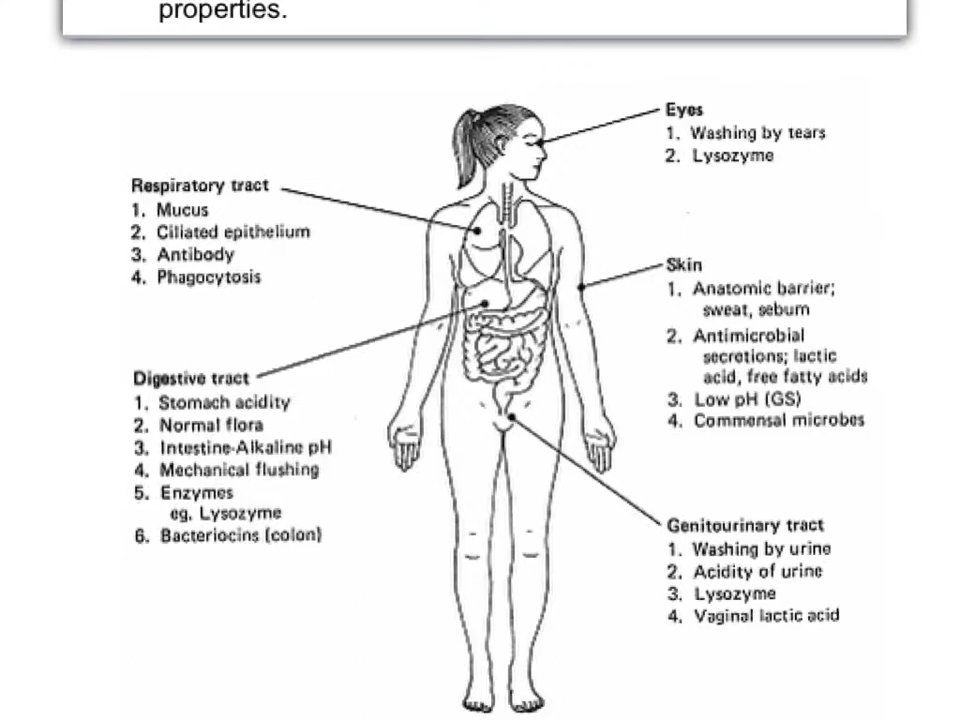 properties.
Eyes
1. Washing by tears
2. Lysozyme
Respiratory tract
1. Mucus
2. Ciliated epithelium
3. Antibody
4. Phagocytosis
Skin
1. Anatomic barrier;
sweat, sebum
2. Antimicrobial
secretions; lactic
acid, free fatty acids
3. Low pH (GS)
4. Commensal microbes
Digestive tract
1. Stomach acidity
2. Normal flora
3. Intestine-Alkaline pH
4. Mechanical flushing
5. Enzymes
eg. Lysozyme
6. Bacteriocins (colon)
Genitourinary tract
1. Washing by urine
2. Acidity of urine
3. Lysozyme
4. Vaginal lactic acid